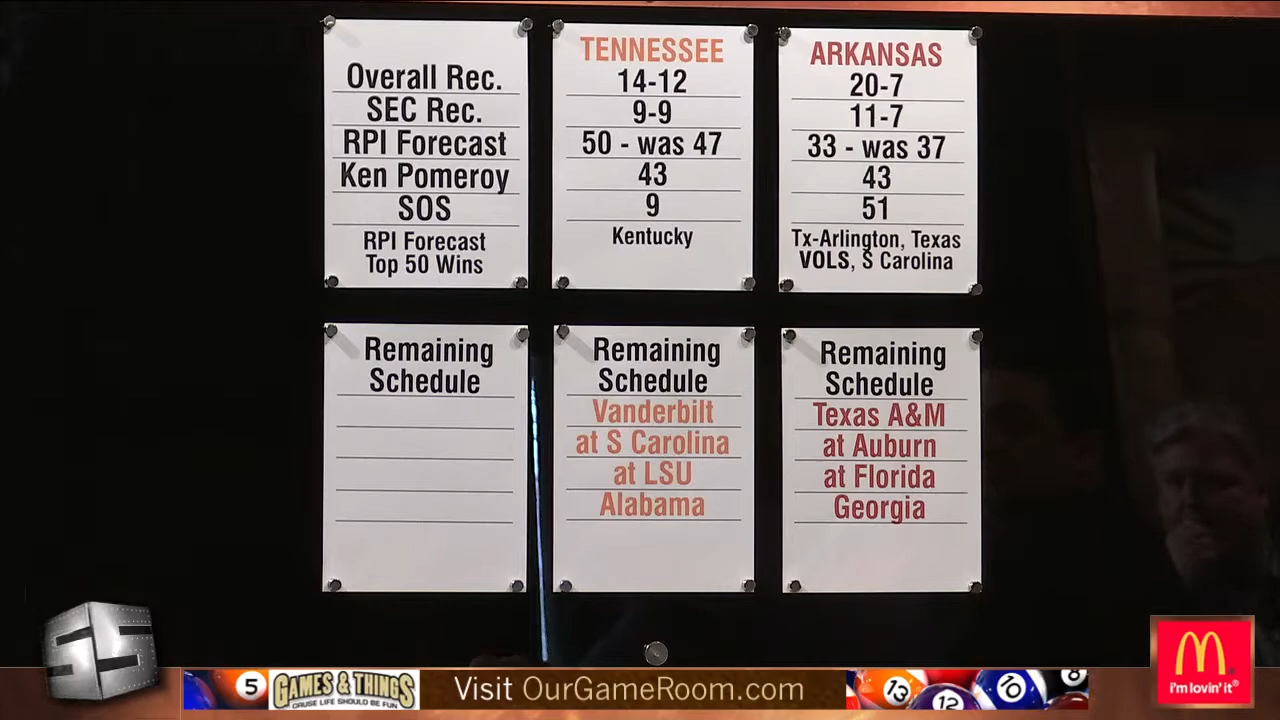 Overall Rec.
SEC Rec.
RPI Forecast
Ken Pomeroy
SOS
RPI Forecast
Top 50 Wins
TENNESSEE
14-12
9-9
50 - was 47
43
9
Kentucky
ARKANSAS
20-7
11-7
33 - was 37
43
51
Tx-Arlington, Texas
VOLS, S Carolina
Remaining
Schedule
Remaining
Schedule
Vanderbilt
at S Carolina
at LSU
Alabama
Remaining
Schedule
Texas A&M
at Auburn
at Florida
Georgia
SS
5
GAMES & THINGS
CAUSE LIFE SHOULD BE FUN
Visit OurGameRoom.com
13
12
10
8
M
i'm lovin' it®